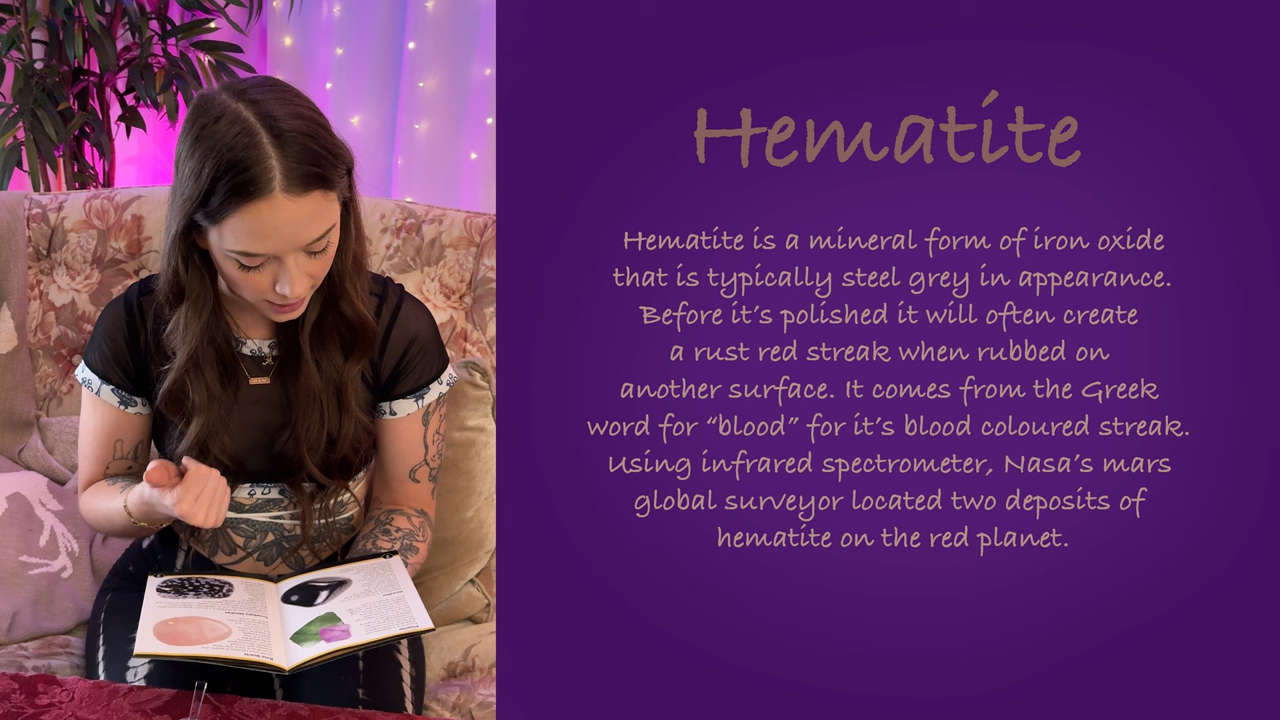 Hematite
Hematite is a mineral form of iron oxide
that is typically steel grey in appearance.
Before it's polished it will often create
a rust red streak when rubbed on
another surface. It comes from the Greek
word for “blood” for it's blood coloured streak.
Using infrared spectrometer, Nasa's mars
global surveyor located two deposits of
hematite on the red planet.